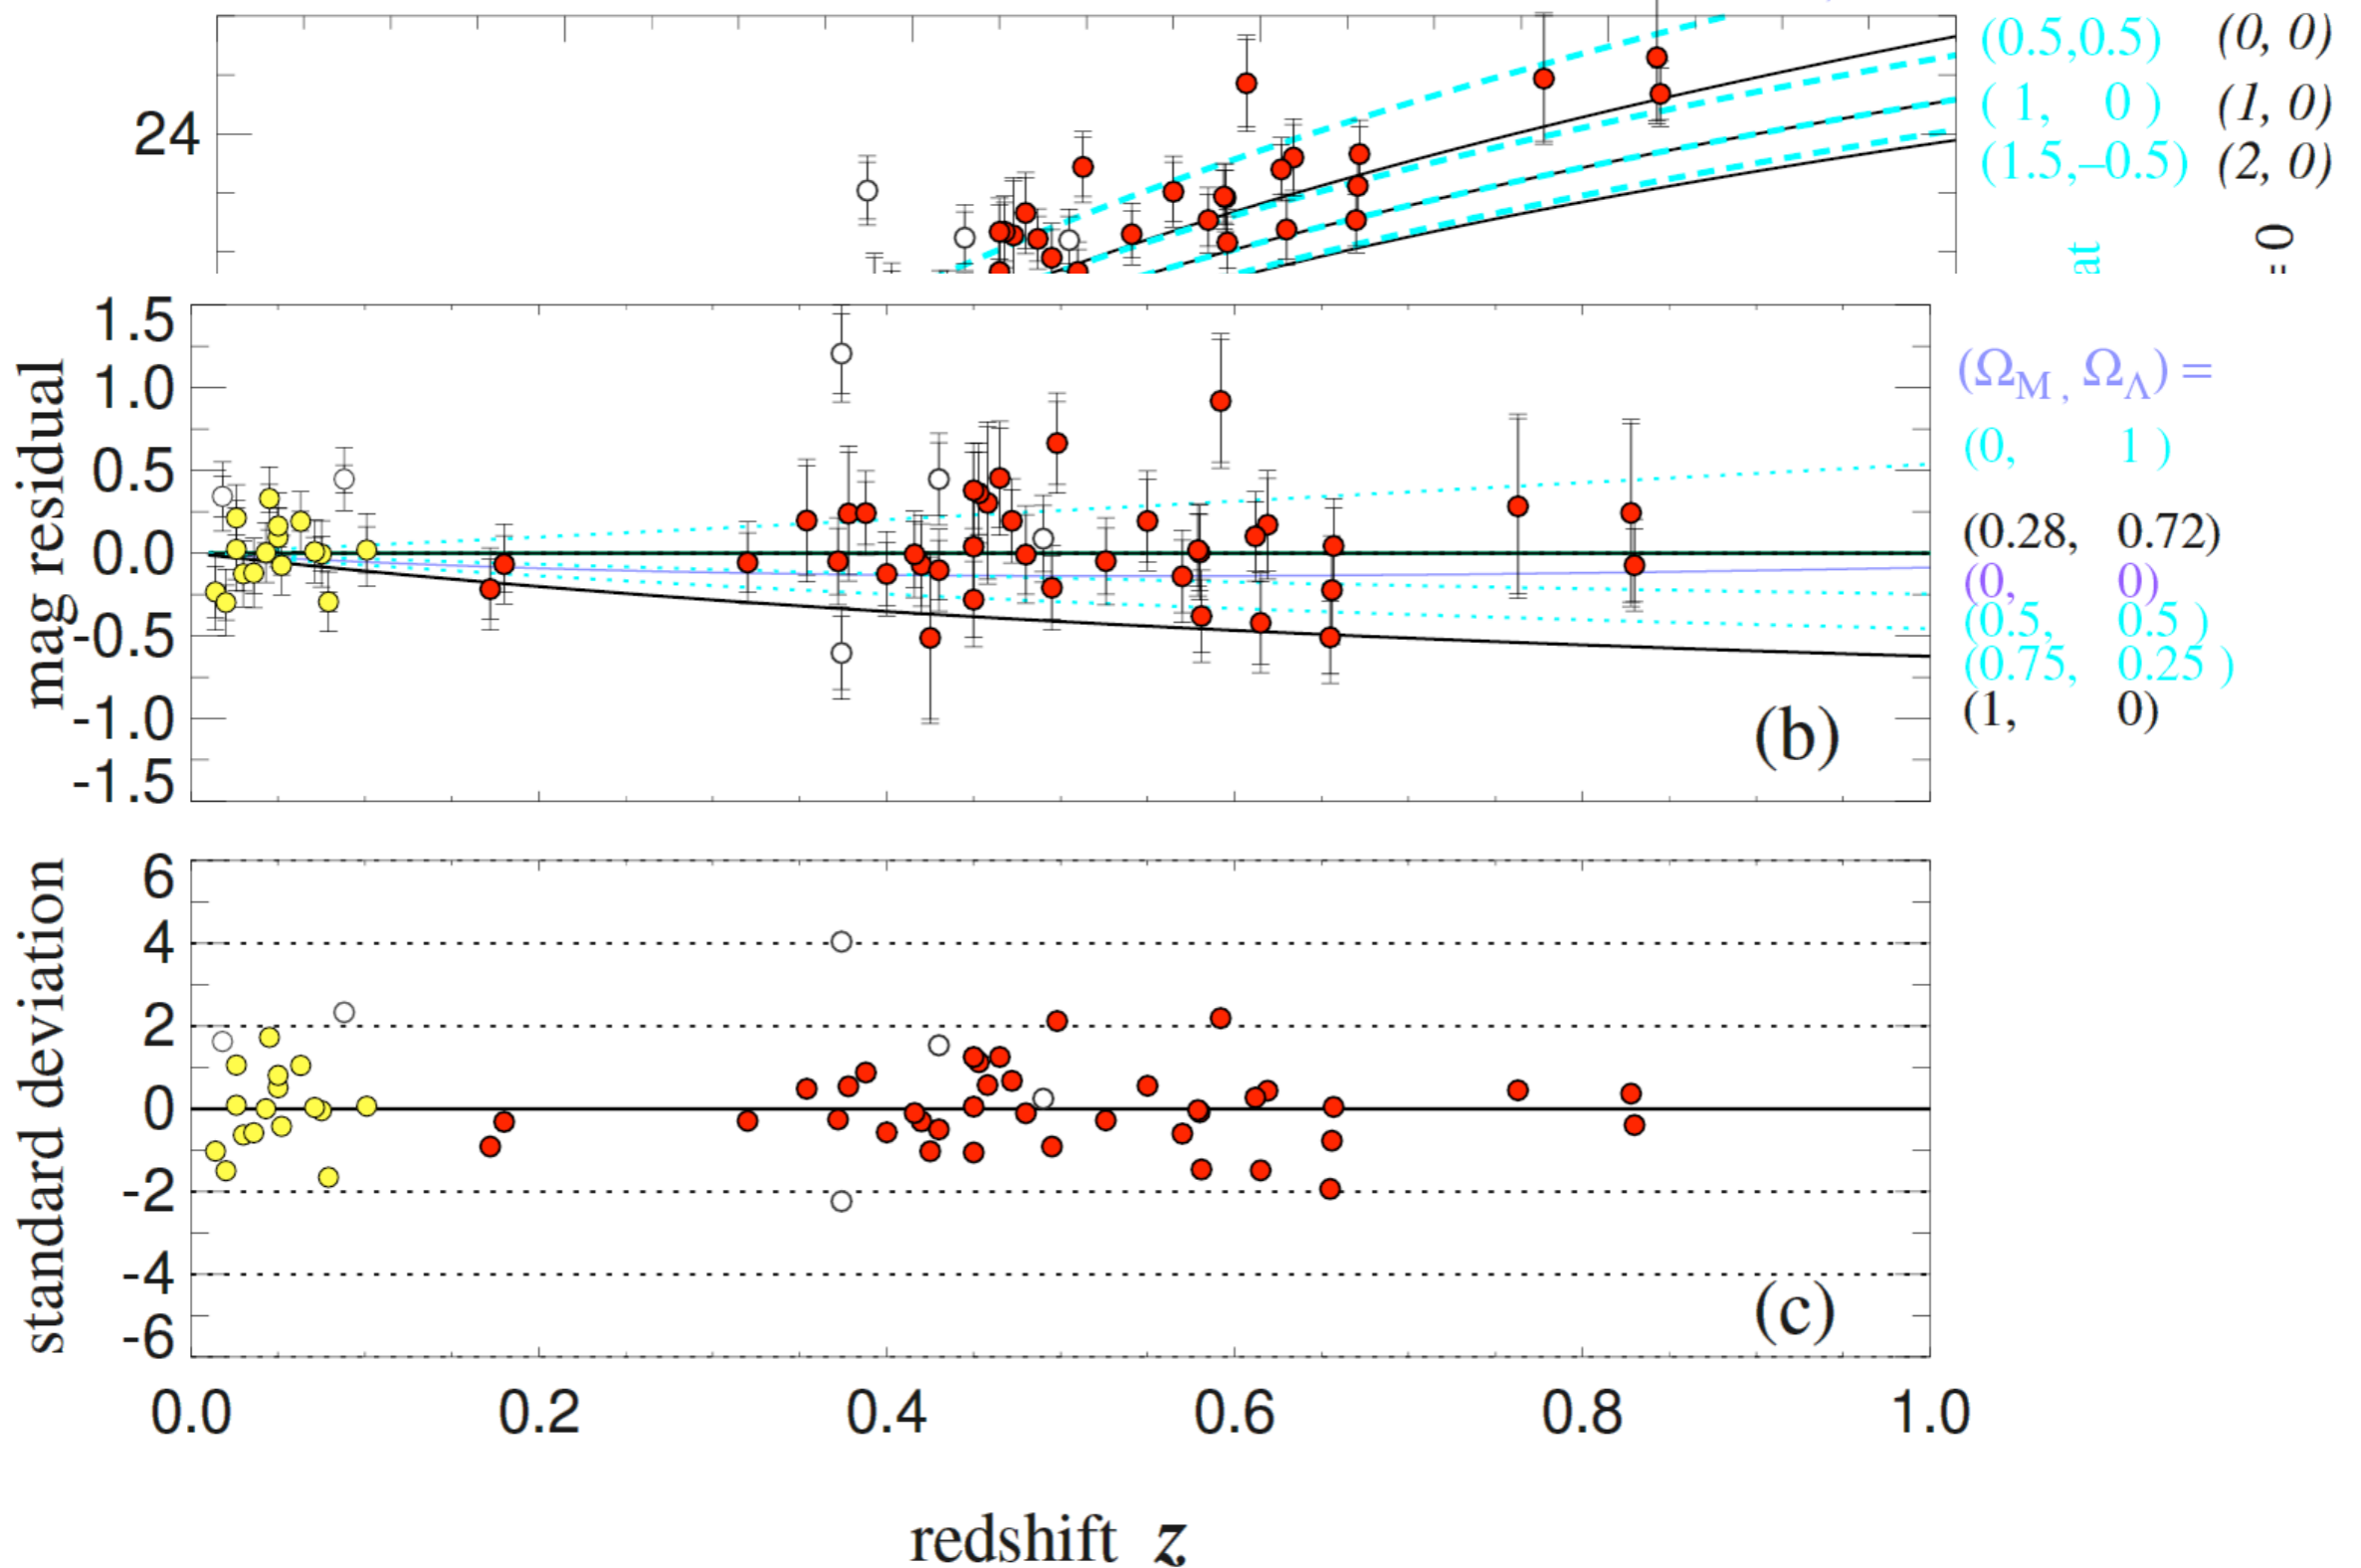 (0.5,0.5) (0, 0)
24
( 1, 0 ) (1, 0)
(1.5,–0.5) (2, 0)
at
= 0
mag residual
1.5
1.0
0.5
0.0
-0.5
-1.0
-1.5
(b)
(ΩM , ΩΛ) =
(0, 1 )
(0.28, 0.72)
(0, 0)
(0.5, 0.5 )
(0.75, 0.25 )
(1, 0)
standard deviation
6
4
2
0
-2
-4
-6
(c)
0.0 0.2 0.4 0.6 0.8 1.0
redshift z